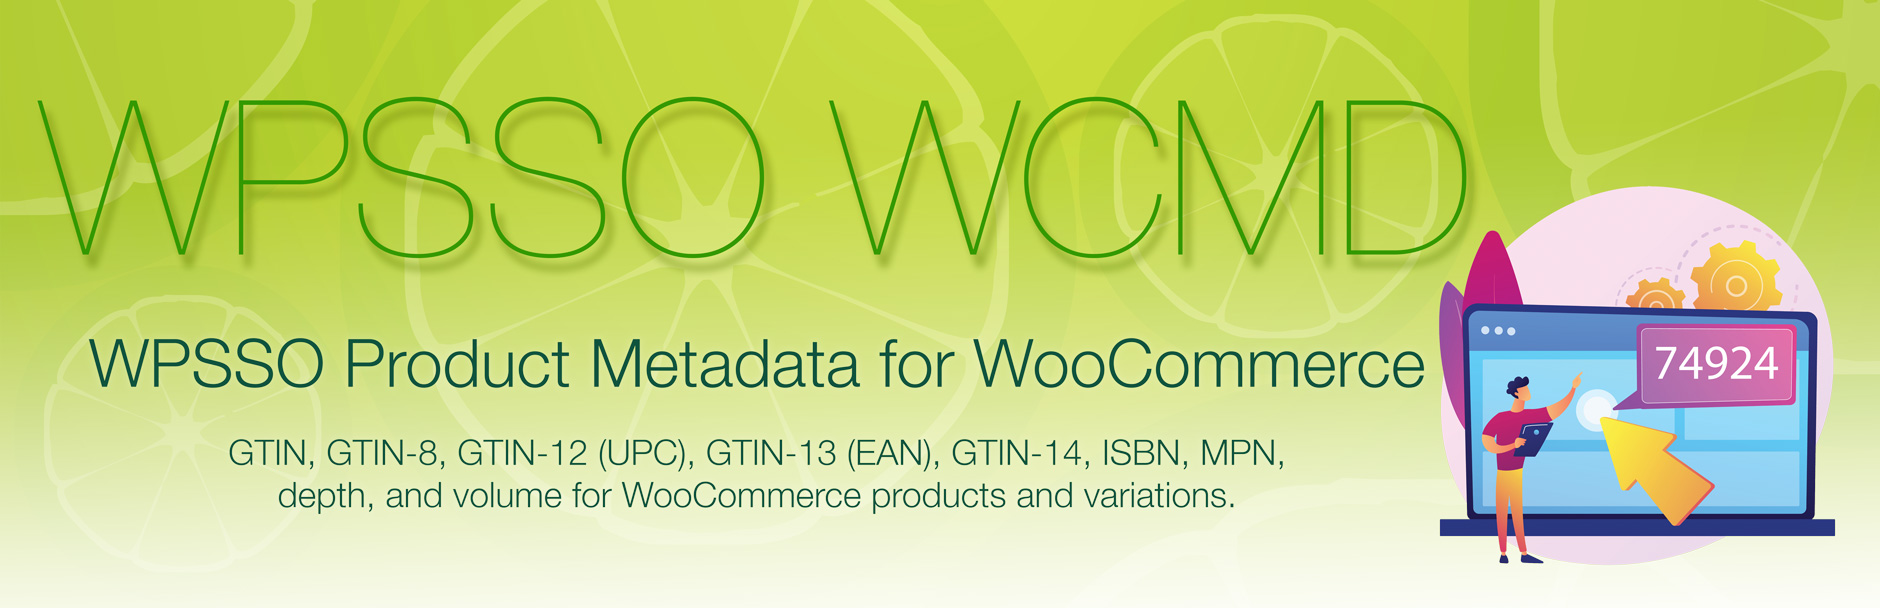 WPSSO WCMD
WPSSO Product Metadata for WooCommerce
74924
GTIN, GTIN-8, GTIN-12 (UPC), GTIN-13 (EAN), GTIN-14, ISBN, MPN,
depth, and volume for WooCommerce products and variations.